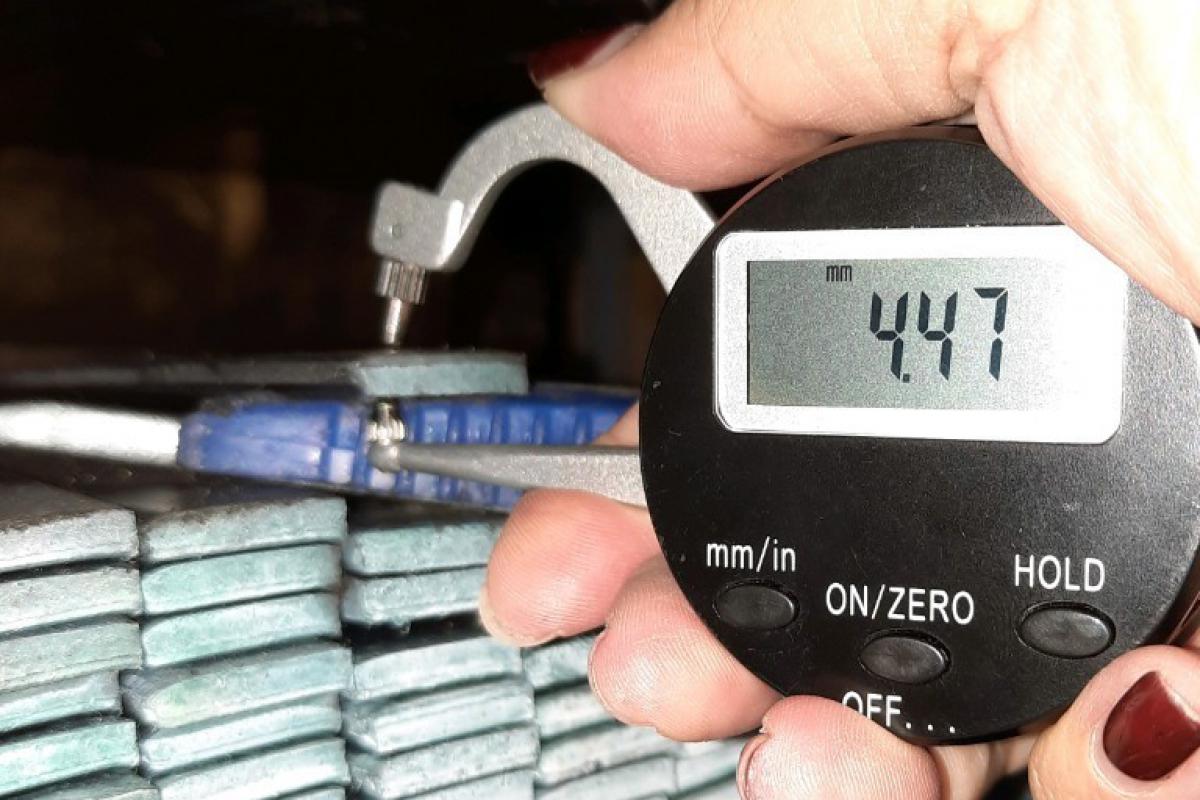 mm
4.47
mm/in
ON/ZERO
HOLD
OFF...